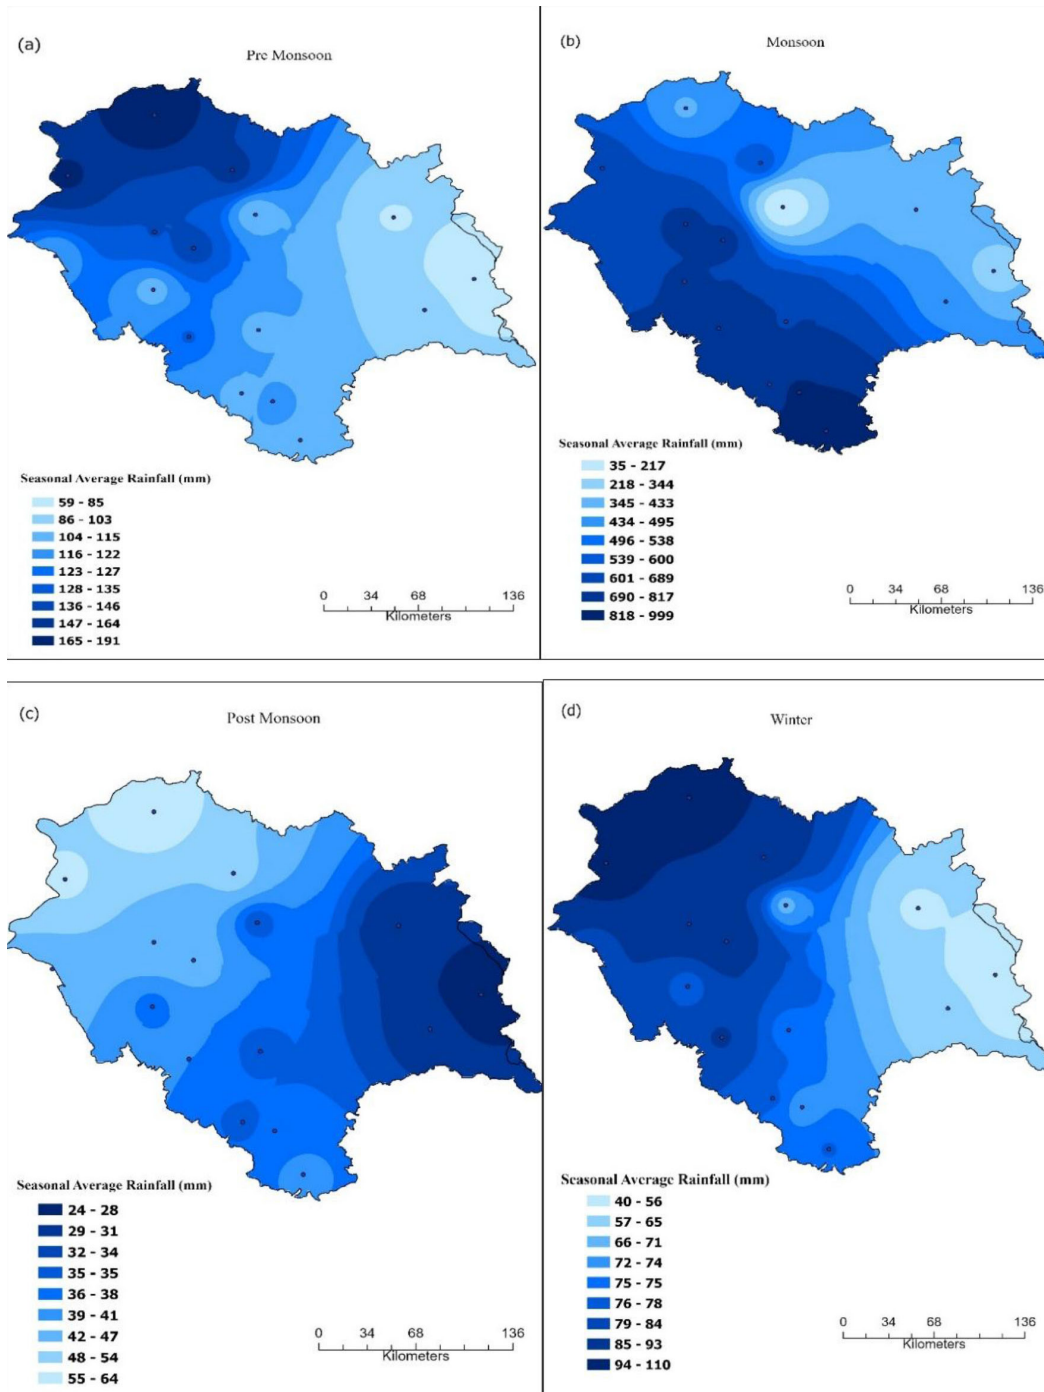 (a)
Pre Monsoon
Seasonal Average Rainfall (mm)
59 - 85
86 - 103
104 - 115
116 - 122
123 - 127
128 - 135
136 - 146
147 - 164
165 - 191
0 34 68 136
Kilometers
(b)
Monsoon
Seasonal Average Rainfall (mm)
35 - 217
218 - 344
345 - 433
434 - 495
496 - 538
539 - 600
601 - 689
690 - 817
818 - 999
0 34 68 136
Kilometers
(c)
Post Monsoon
Seasonal Average Rainfall (mm)
24 - 28
29 - 31
32 - 34
35 - 35
36 - 38
39 - 41
42 - 47
48 - 54
55 - 64
0 34 68 136
Kilometers
(d)
Winter
Seasonal Average Rainfall (mm)
40 - 56
57 - 65
66 - 71
72 - 74
75 - 75
76 - 78
79 - 84
85 - 93
94 - 110
0 34 68 136
Kilometers